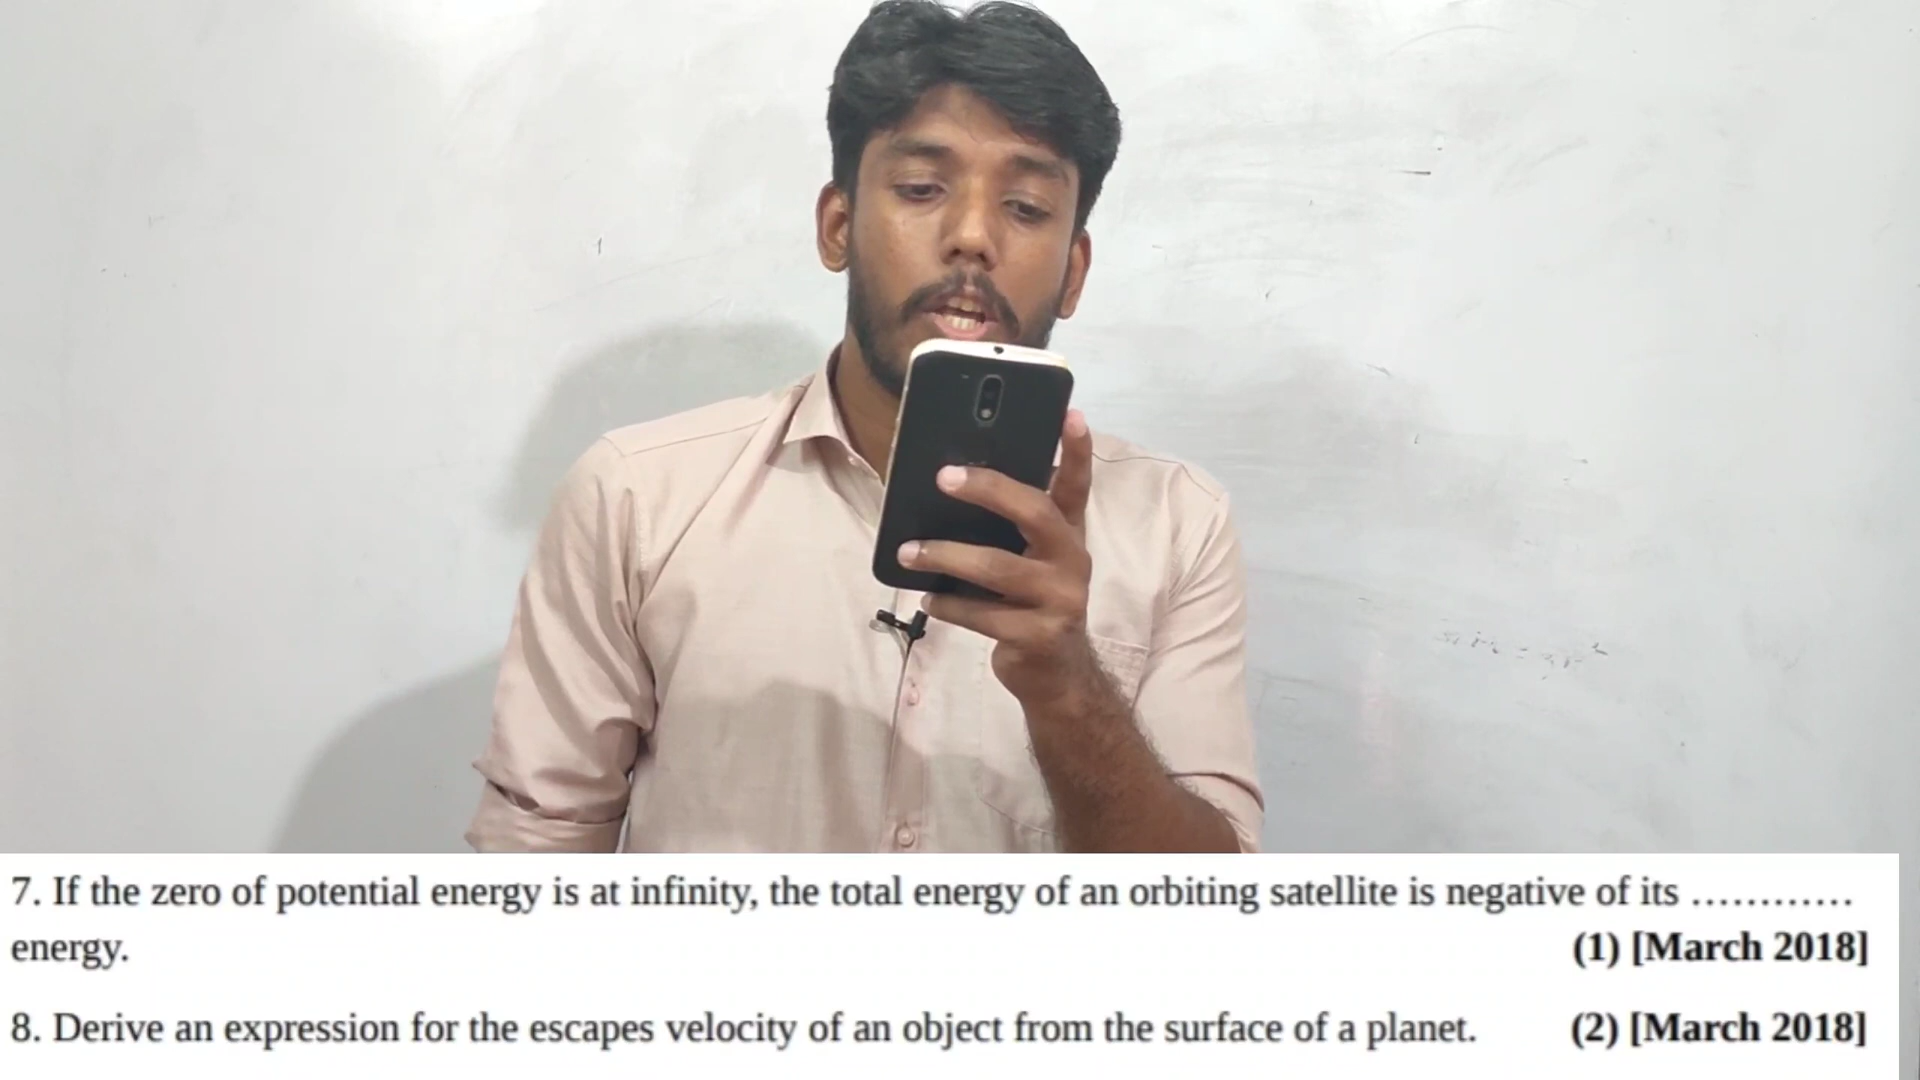 7. If the zero of potential energy is at infinity, the total energy of an orbiting satellite is negative of its ............
energy. (1) [March 2018]
8. Derive an expression for the escapes velocity of an object from the surface of a planet. (2) [March 2018]